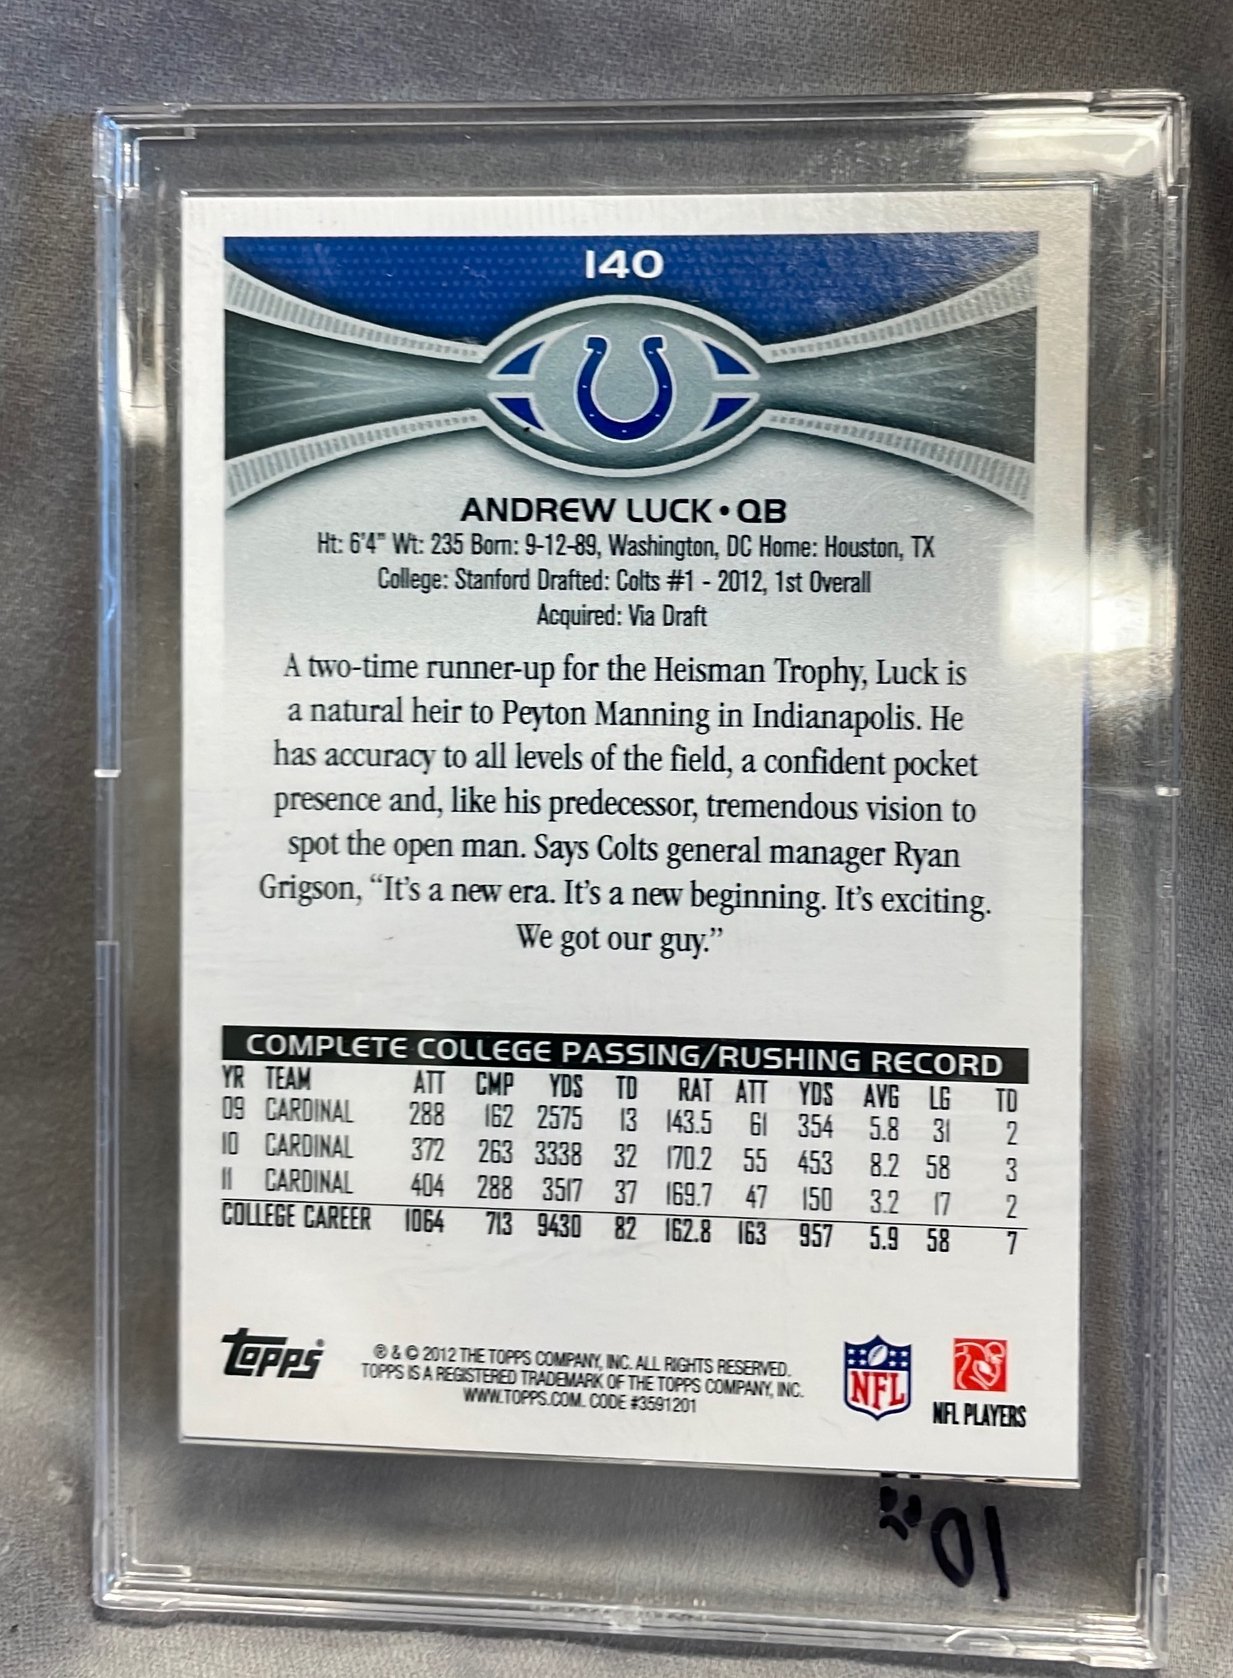 140
ANDREW LUCK • QB
Ht: 6'4" Wt: 235 Born: 9-12-89, Washington, DC Home: Houston, TX
College: Stanford Drafted: Colts #1 - 2012, 1st Overall
Acquired: Via Draft
A two-time runner-up for the Heisman Trophy, Luck is
a natural heir to Peyton Manning in Indianapolis. He
has accuracy to all levels of the field, a confident pocket
presence and, like his predecessor, tremendous vision to
spot the open man. Says Colts general manager Ryan
Grigson, “It's a new era. It's a new beginning. It's exciting.
We got our guy.”
COMPLETE COLLEGE PASSING/RUSHING RECORD
YR TEAM ATT CMP YDS TD RAT ATT YDS AVG LG TD
09 CARDINAL 288 162 2575 13 143.5 61 354 5.8 31 2
10 CARDINAL 372 263 3338 32 170.2 55 453 8.2 58 3
11 CARDINAL 404 288 3517 37 169.7 47 150 3.2 17 2
COLLEGE CAREER 1064 713 9430 82 162.8 163 957 5.9 58 7
Topps®
® & © 2012 THE TOPPS COMPANY, INC. ALL RIGHTS RESERVED.
TOPPS IS A REGISTERED TRADEMARK OF THE TOPPS COMPANY, INC.
WWW.TOPPS.COM. CODE #3591201
NFL
NFL PLAYERS